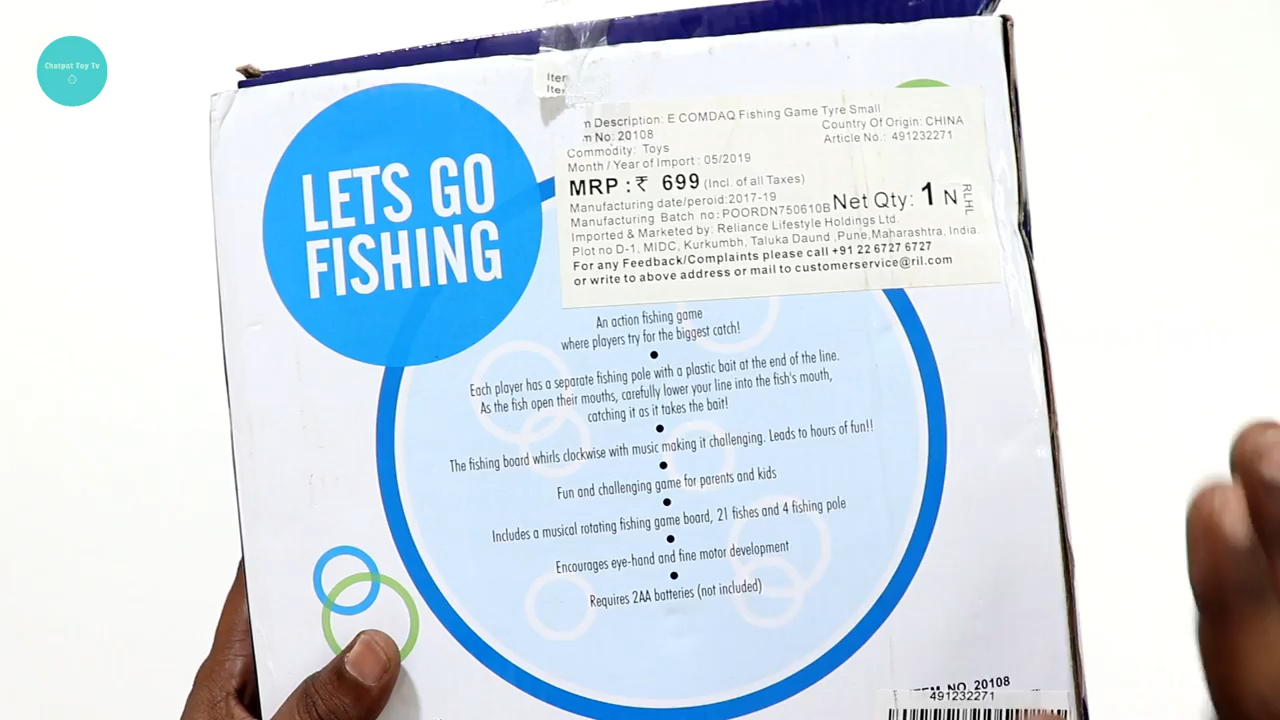 Chatpat Toy Tv
LETS GO
FISHING
Description: E COMDAQ Fishing Game Tyre Small
No: 20108
Country Of Origin: CHINA
Commodity: Toys
Article No.: 491232271
Month / Year of Import : 05/2019
MRP : ₹ 699 (Incl. of all Taxes)
Manufacturing date/peroid:2017-19
Net Qty: 1 N
RLHL
Manufacturing Batch no:POORDN750610B
Imported & Marketed by: Reliance Lifestyle Holdings Ltd.
Plot no D-1, MIDC, Kurkumbh, Taluka Daund ,Pune,Maharashtra, India.
For any Feedback/Complaints please call +91 22 6727 6727
or write to above address or mail to customerservice@ril.com
An action fishing game
where players try for the biggest catch!
Each player has a separate fishing pole with a plastic bait at the end of the line.
As the fish open their mouths, carefully lower your line into the fish's mouth,
catching it as it takes the bait!
The fishing board whirls clockwise with music making it challenging. Leads to hours of fun!!
Fun and challenging game for parents and kids
Includes a musical rotating fishing game board, 21 fishes and 4 fishing pole
Encourages eye-hand and fine motor development
Requires 2AA batteries (not included)
NO. 20108
491232271